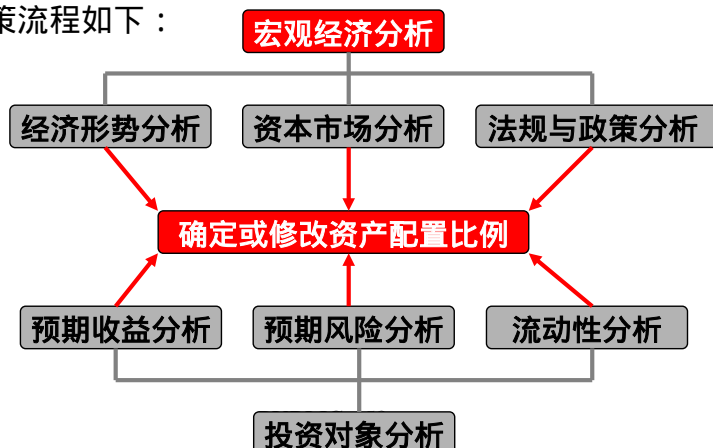 策流程如下：
宏观经济分析
经济形势分析 资本市场分析 法规与政策分析
确定或修改资产配置比例
预期收益分析 预期风险分析 流动性分析
投资对象分析